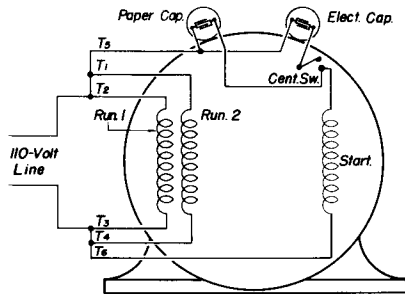 Paper Cap.
Elect. Cap.
T5
T1
Cent. Sw.
T2
Run. 1
Run. 2
110-Volt
Line
Start.
T3
T4
T6